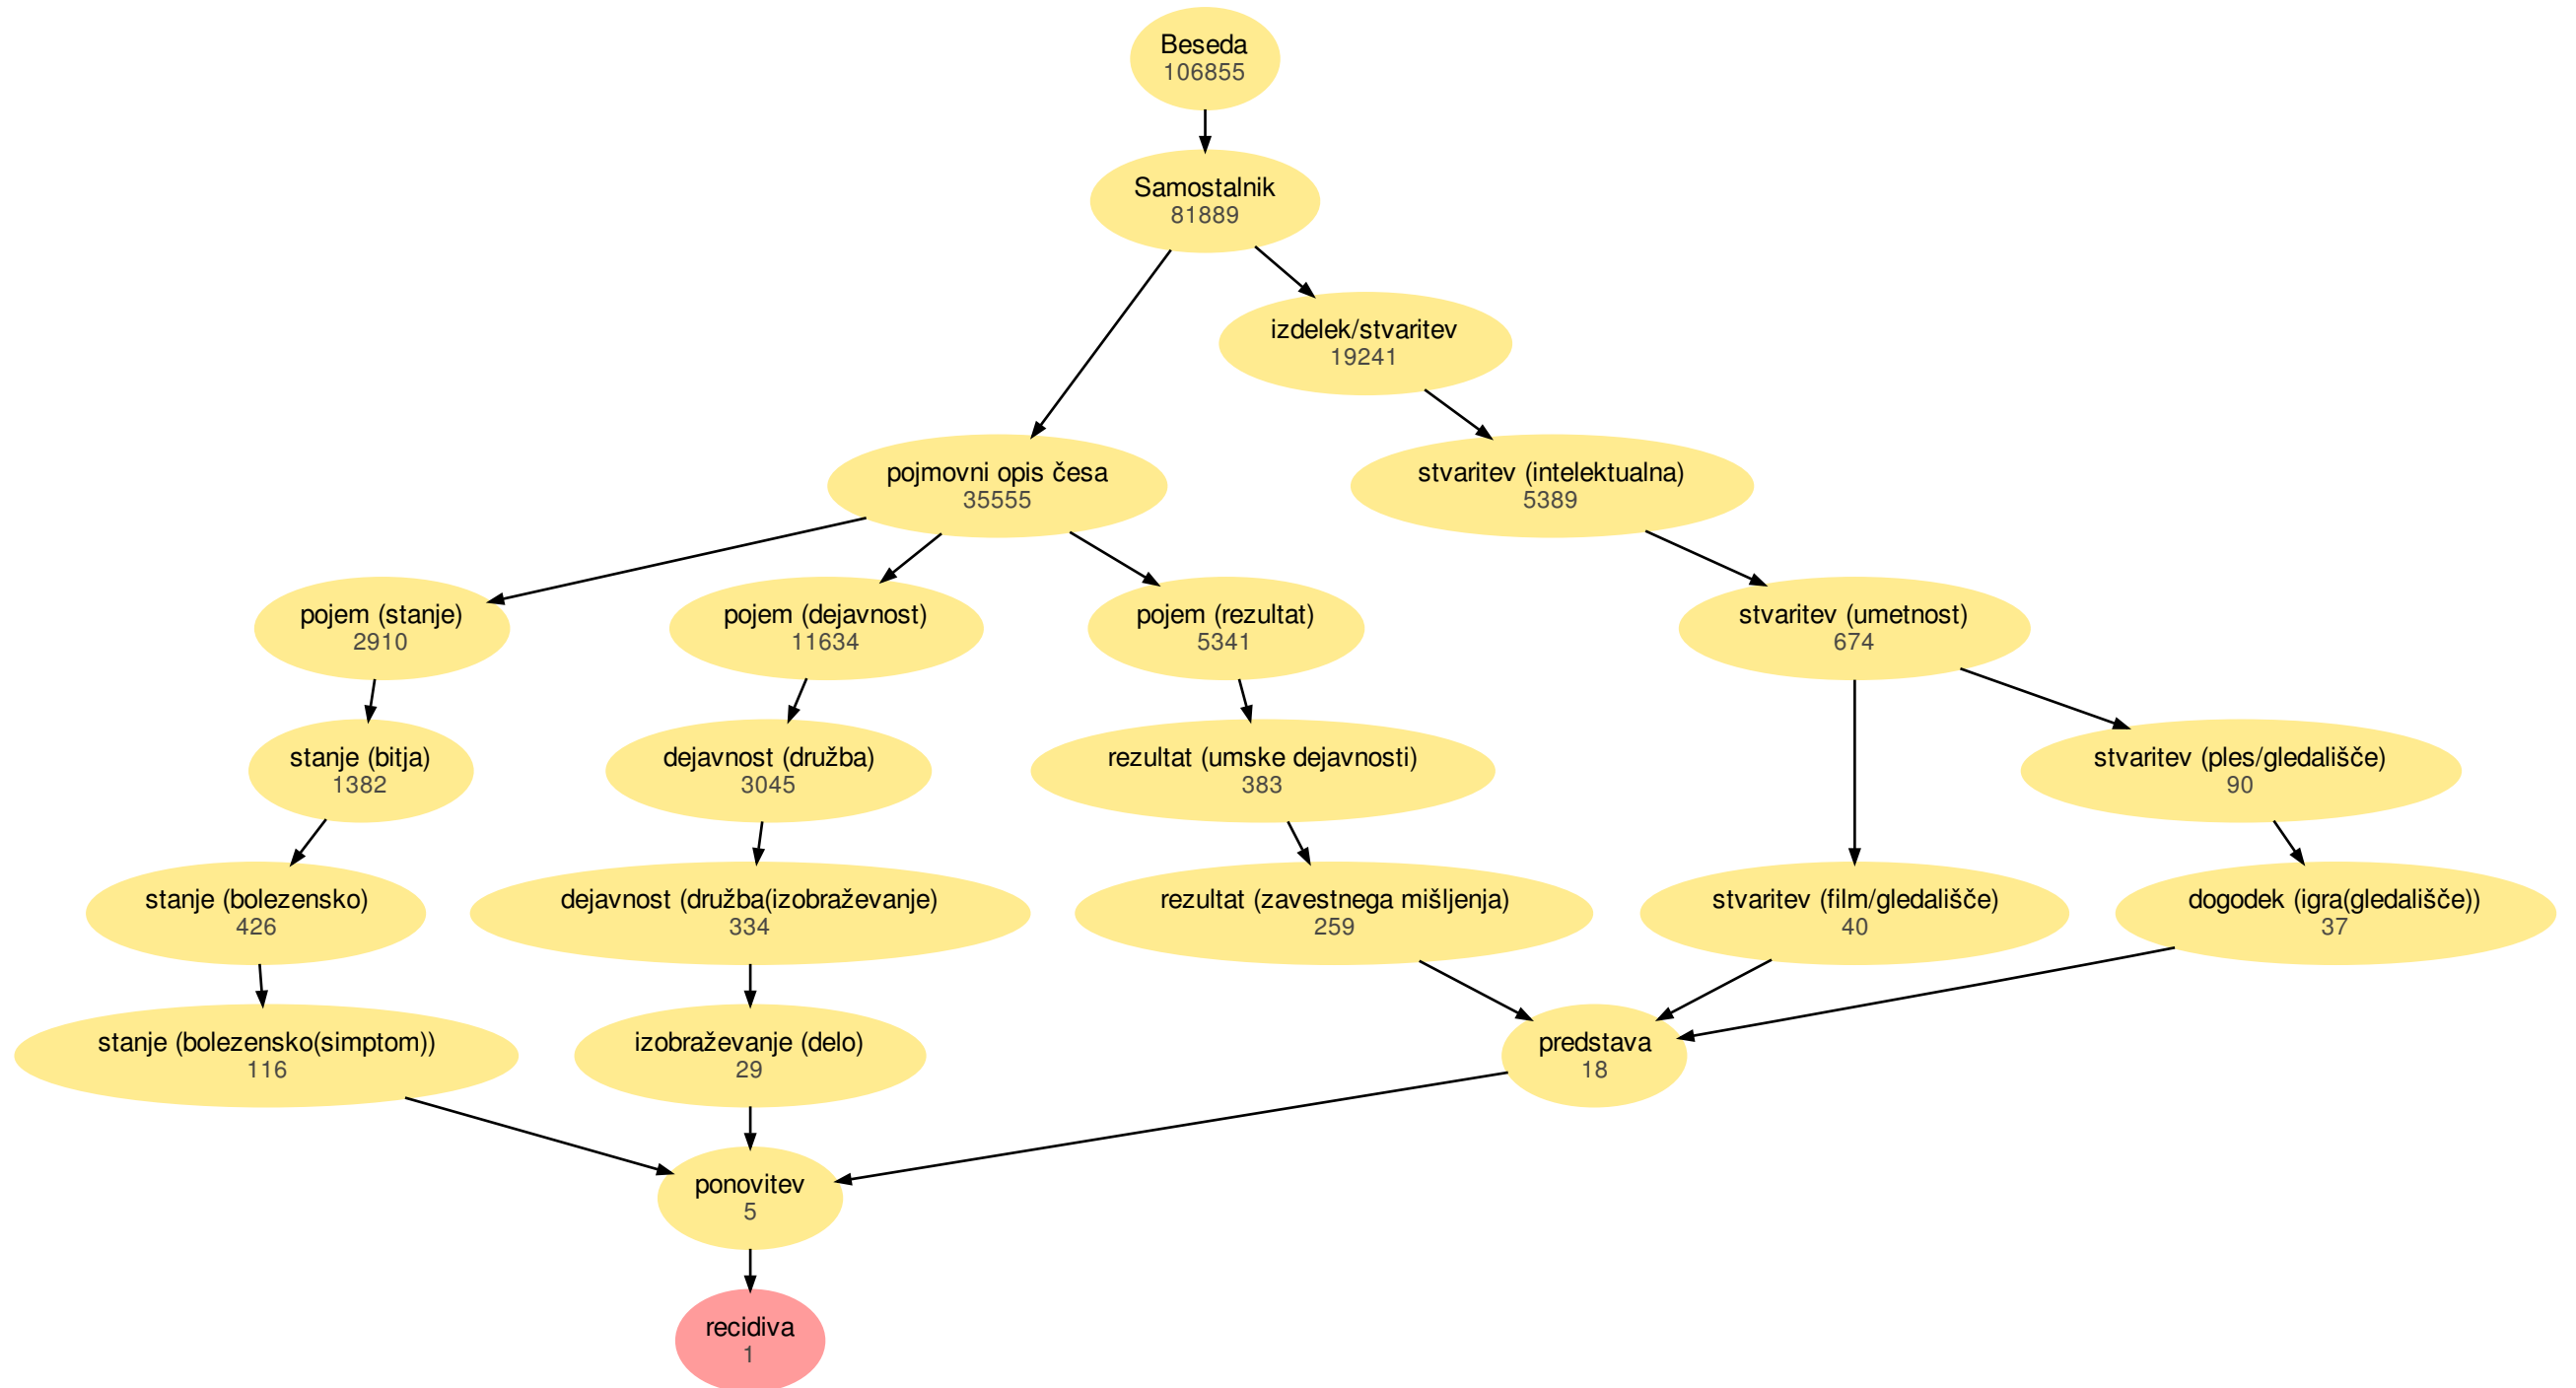 Beseda
106855
Samostalnik
81889
izdelek/stvaritev
19241
pojmovni opis česa
35555
stvaritev (intelektualna)
5389
pojem (stanje)
2910
pojem (dejavnost)
11634
pojem (rezultat)
5341
stvaritev (umetnost)
674
stanje (bitja)
1382
dejavnost (družba)
3045
rezultat (umske dejavnosti)
383
stvaritev (ples/gledališče)
90
stanje (bolezensko)
426
dejavnost (družba(izobraževanje)
334
rezultat (zavestnega mišljenja)
259
stvaritev (film/gledališče)
40
dogodek (igra(gledališče))
37
stanje (bolezensko(simptom))
116
izobraževanje (delo)
29
predstava
18
ponovitev
5
recidiva
1